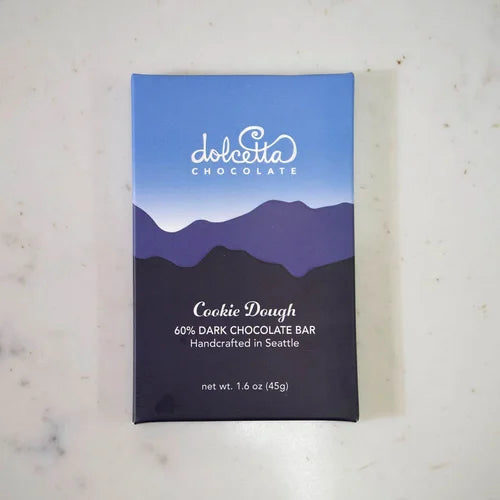 dolcetta
CHOCOLATE
Cookie Dough
60% DARK CHOCOLATE BAR
Handcrafted in Seattle
net wt. 1.6 oz (45g)